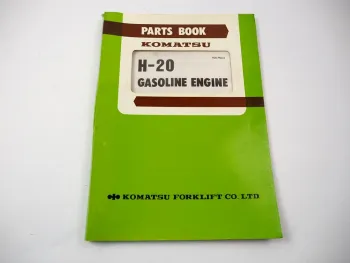 PARTS BOOK
KOMATSU
H-20
GASOLINE ENGINE
KOMATSU FORKLIFT CO. LTD